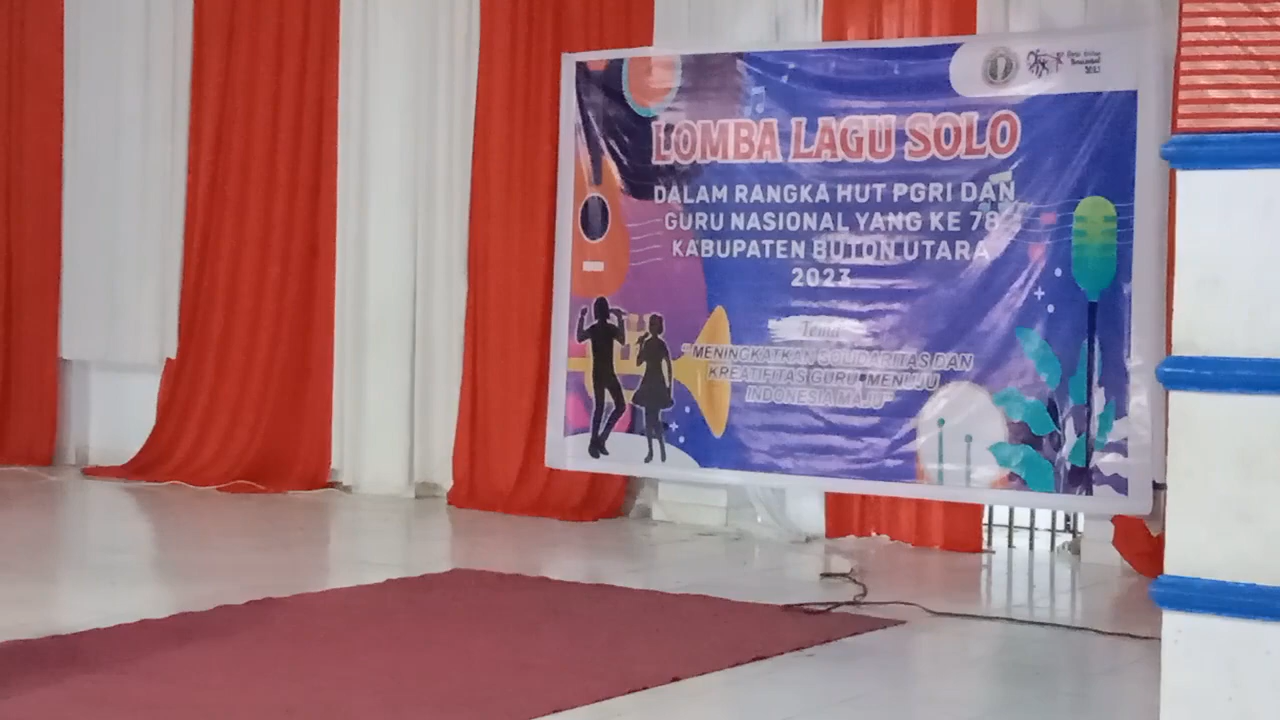 LOMBA LAGU SOLO
DALAM RANGKA HUT PGRI DAN
GURU NASIONAL YANG KE 78
KABUPATEN BUTON UTARA
2023
Tema
"MENINGKATKAN SOLIDARITAS DAN
KREATIFITAS GURU MENUJU
INDONESIA MAJU"